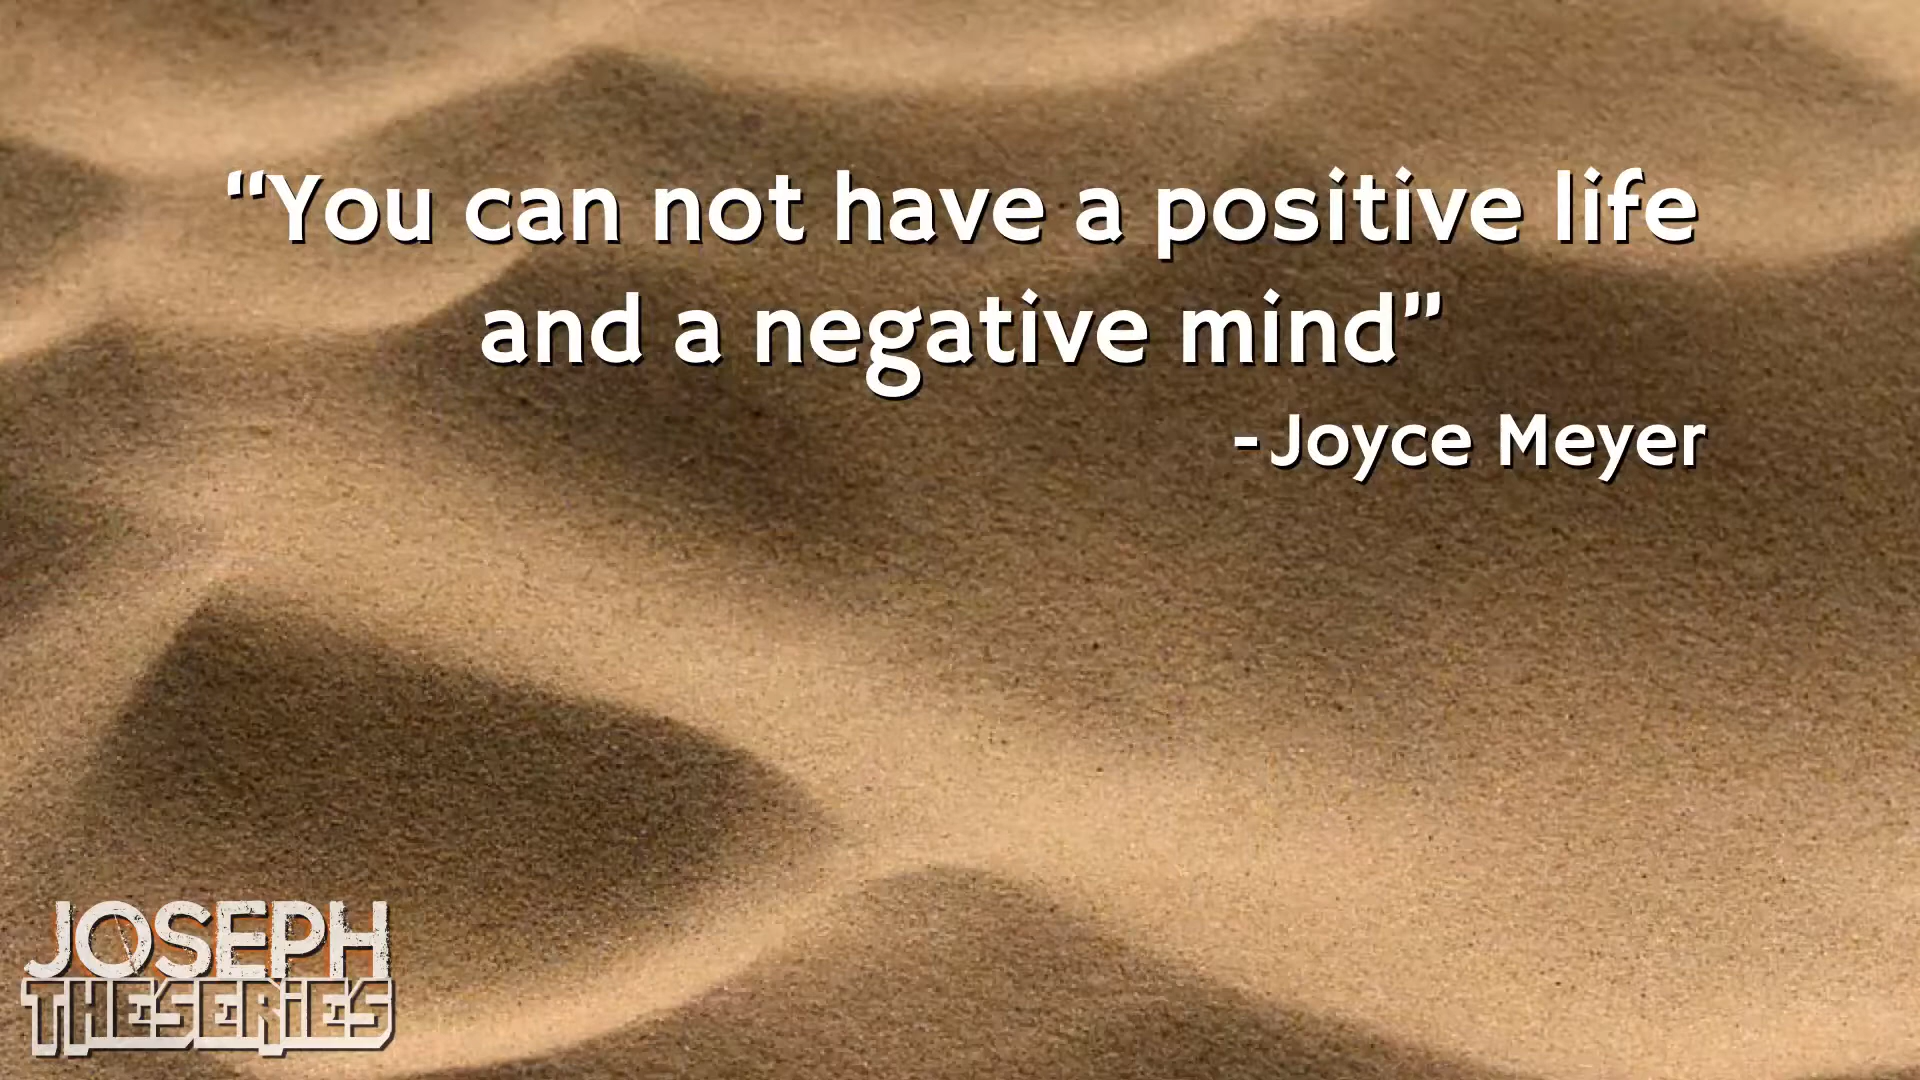 "You can not have a positive life
and a negative mind"
-Joyce Meyer
JOSEPH
THESERiES